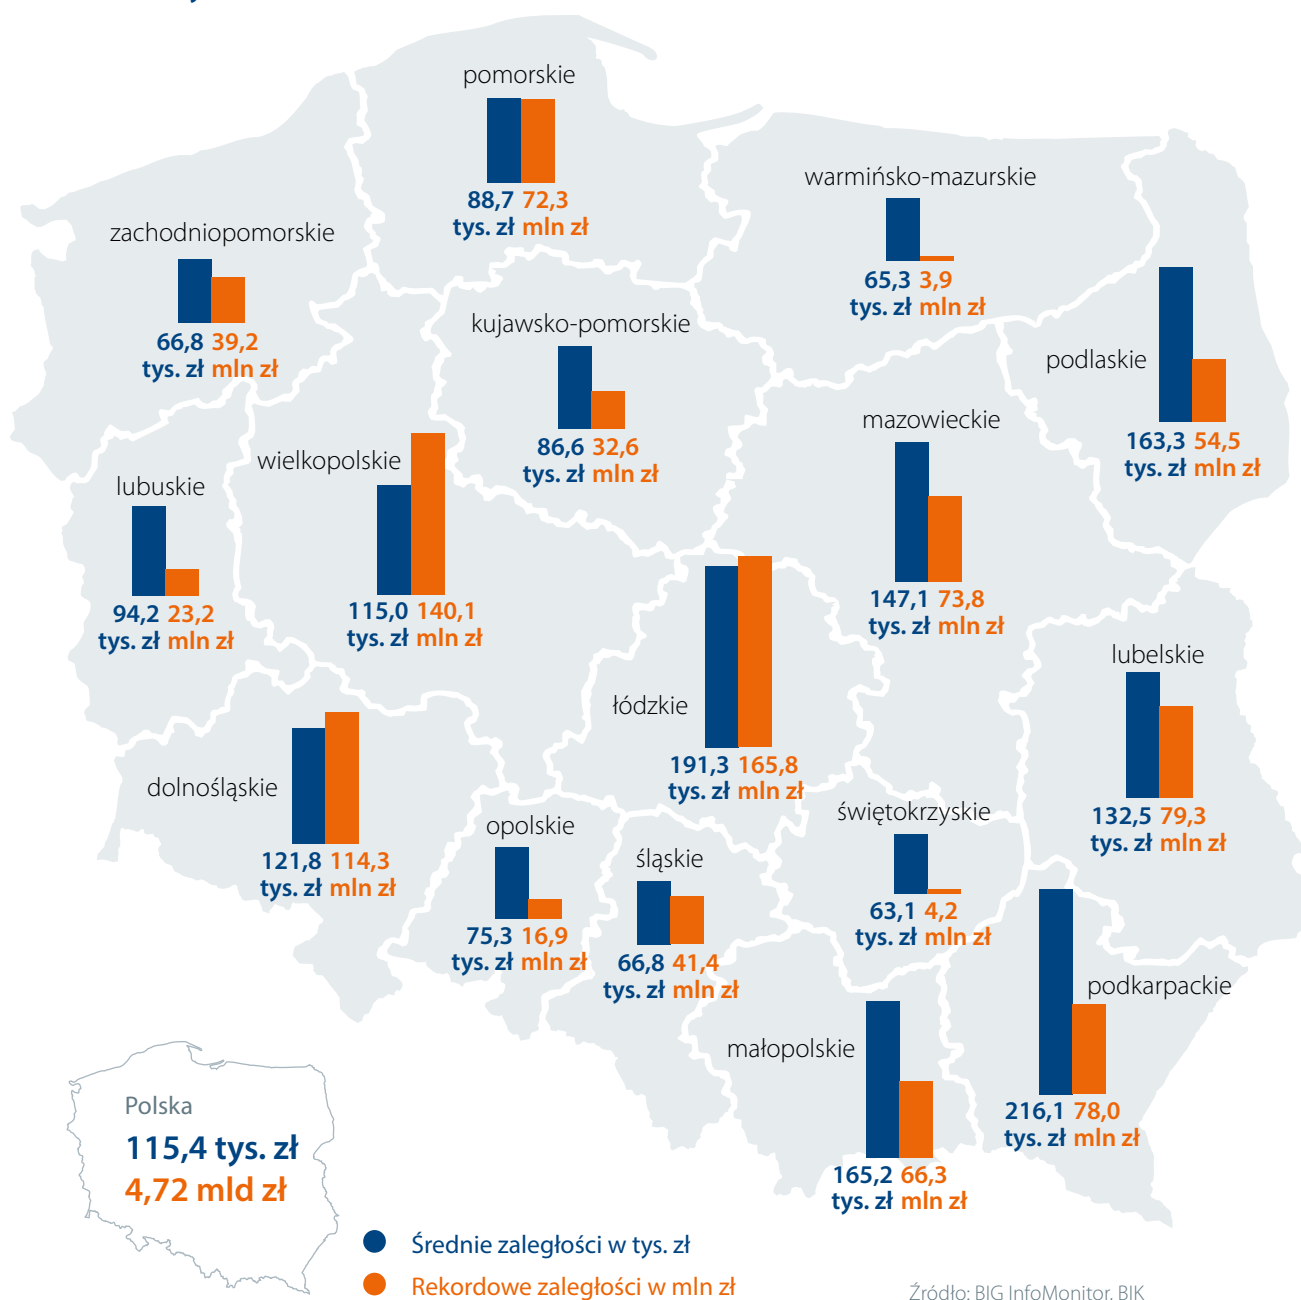 pomorskie
88,7 72,3
tys. zł mln zł
warmińsko-mazurskie
65,3 3,9
tys. zł mln zł
zachodniopomorskie
66,8 39,2
tys. zł mln zł
kujawsko-pomorskie
86,6 32,6
tys. zł mln zł
podlaskie
163,3 54,5
tys. zł mln zł
mazowieckie
147,1 73,8
tys. zł mln zł
wielkopolskie
115,0 140,1
tys. zł mln zł
lubuskie
94,2 23,2
tys. zł mln zł
łódzkie
191,3 165,8
tys. zł mln zł
lubelskie
132,5 79,3
tys. zł mln zł
dolnośląskie
121,8 114,3
tys. zł mln zł
opolskie
75,3 16,9
tys. zł mln zł
śląskie
66,8 41,4
tys. zł mln zł
świętokrzyskie
63,1 4,2
tys. zł mln zł
podkarpackie
216,1 78,0
tys. zł mln zł
małopolskie
165,2 66,3
tys. zł mln zł
Polska
115,4 tys. zł
4,72 mld zł
Średnie zaległości w tys. zł
Rekordowe zaległości w mln zł
Źródło: BIG InfoMonitor, BIK